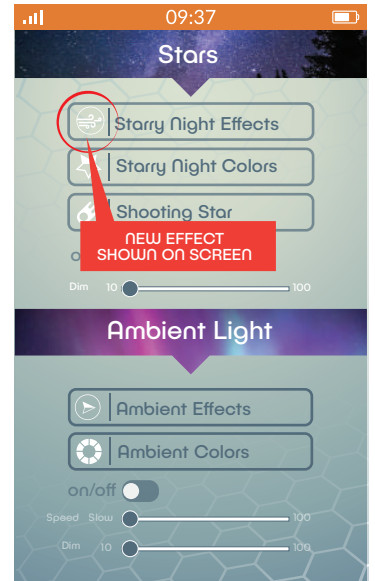 09:37
Stars
Starry Night Effects
Starry Night Colors
Shooting Star
NEW EFFECT
SHOWN ON SCREEN
Dim 10 100
Ambient Light
Ambient Effects
Ambient Colors
on/off
Speed Slow 100
Dim 10 100